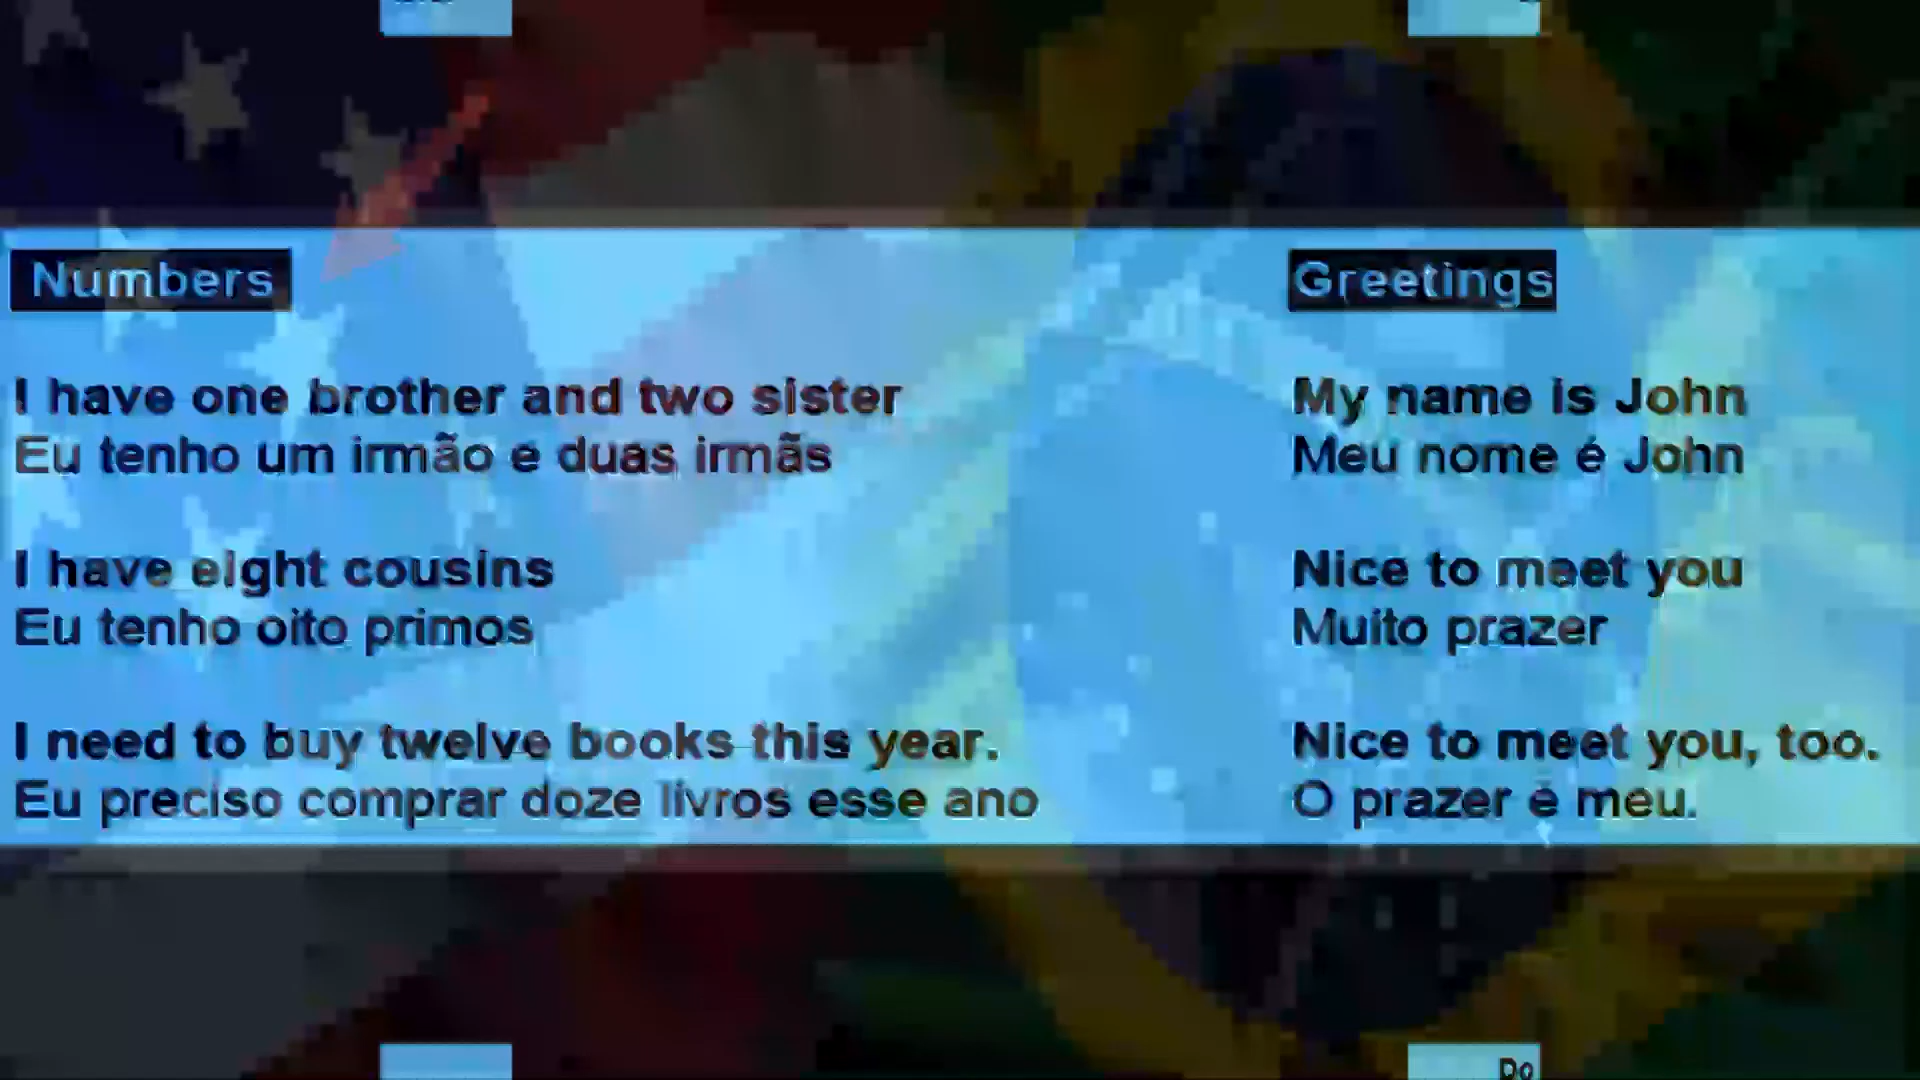 Numbers
I have one brother and two sister
Eu tenho um irmão e duas irmãs
I have eight cousins
Eu tenho oito primos
I need to buy twelve books this year.
Eu preciso comprar doze livros esse ano
Greetings
My name is John
Meu nome é John
Nice to meet you
Muito prazer
Nice to meet you, too.
O prazer é meu.
Do